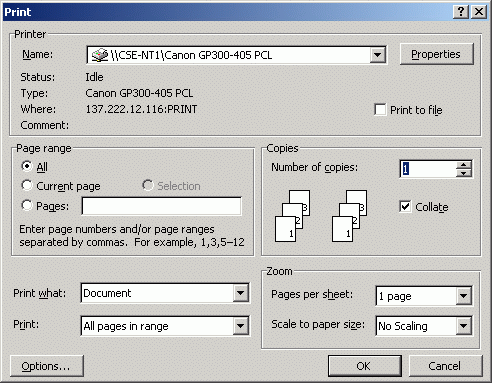 Print
Printer
Name: \\CSE-NT1\Canon GP300-405 PCL Properties
Status: Idle
Type: Canon GP300-405 PCL
Where: 137.222.12.116:PRINT Print to file
Comment:
Page range Copies
All Number of copies: 1
Current page Selection
Pages: Collate
3 3
2 2
1 1
Enter page numbers and/or page ranges
separated by commas. For example, 1,3,5–12
Zoom
Print what: Document Pages per sheet: 1 page
Print: All pages in range Scale to paper size: No Scaling
Options... OK Cancel